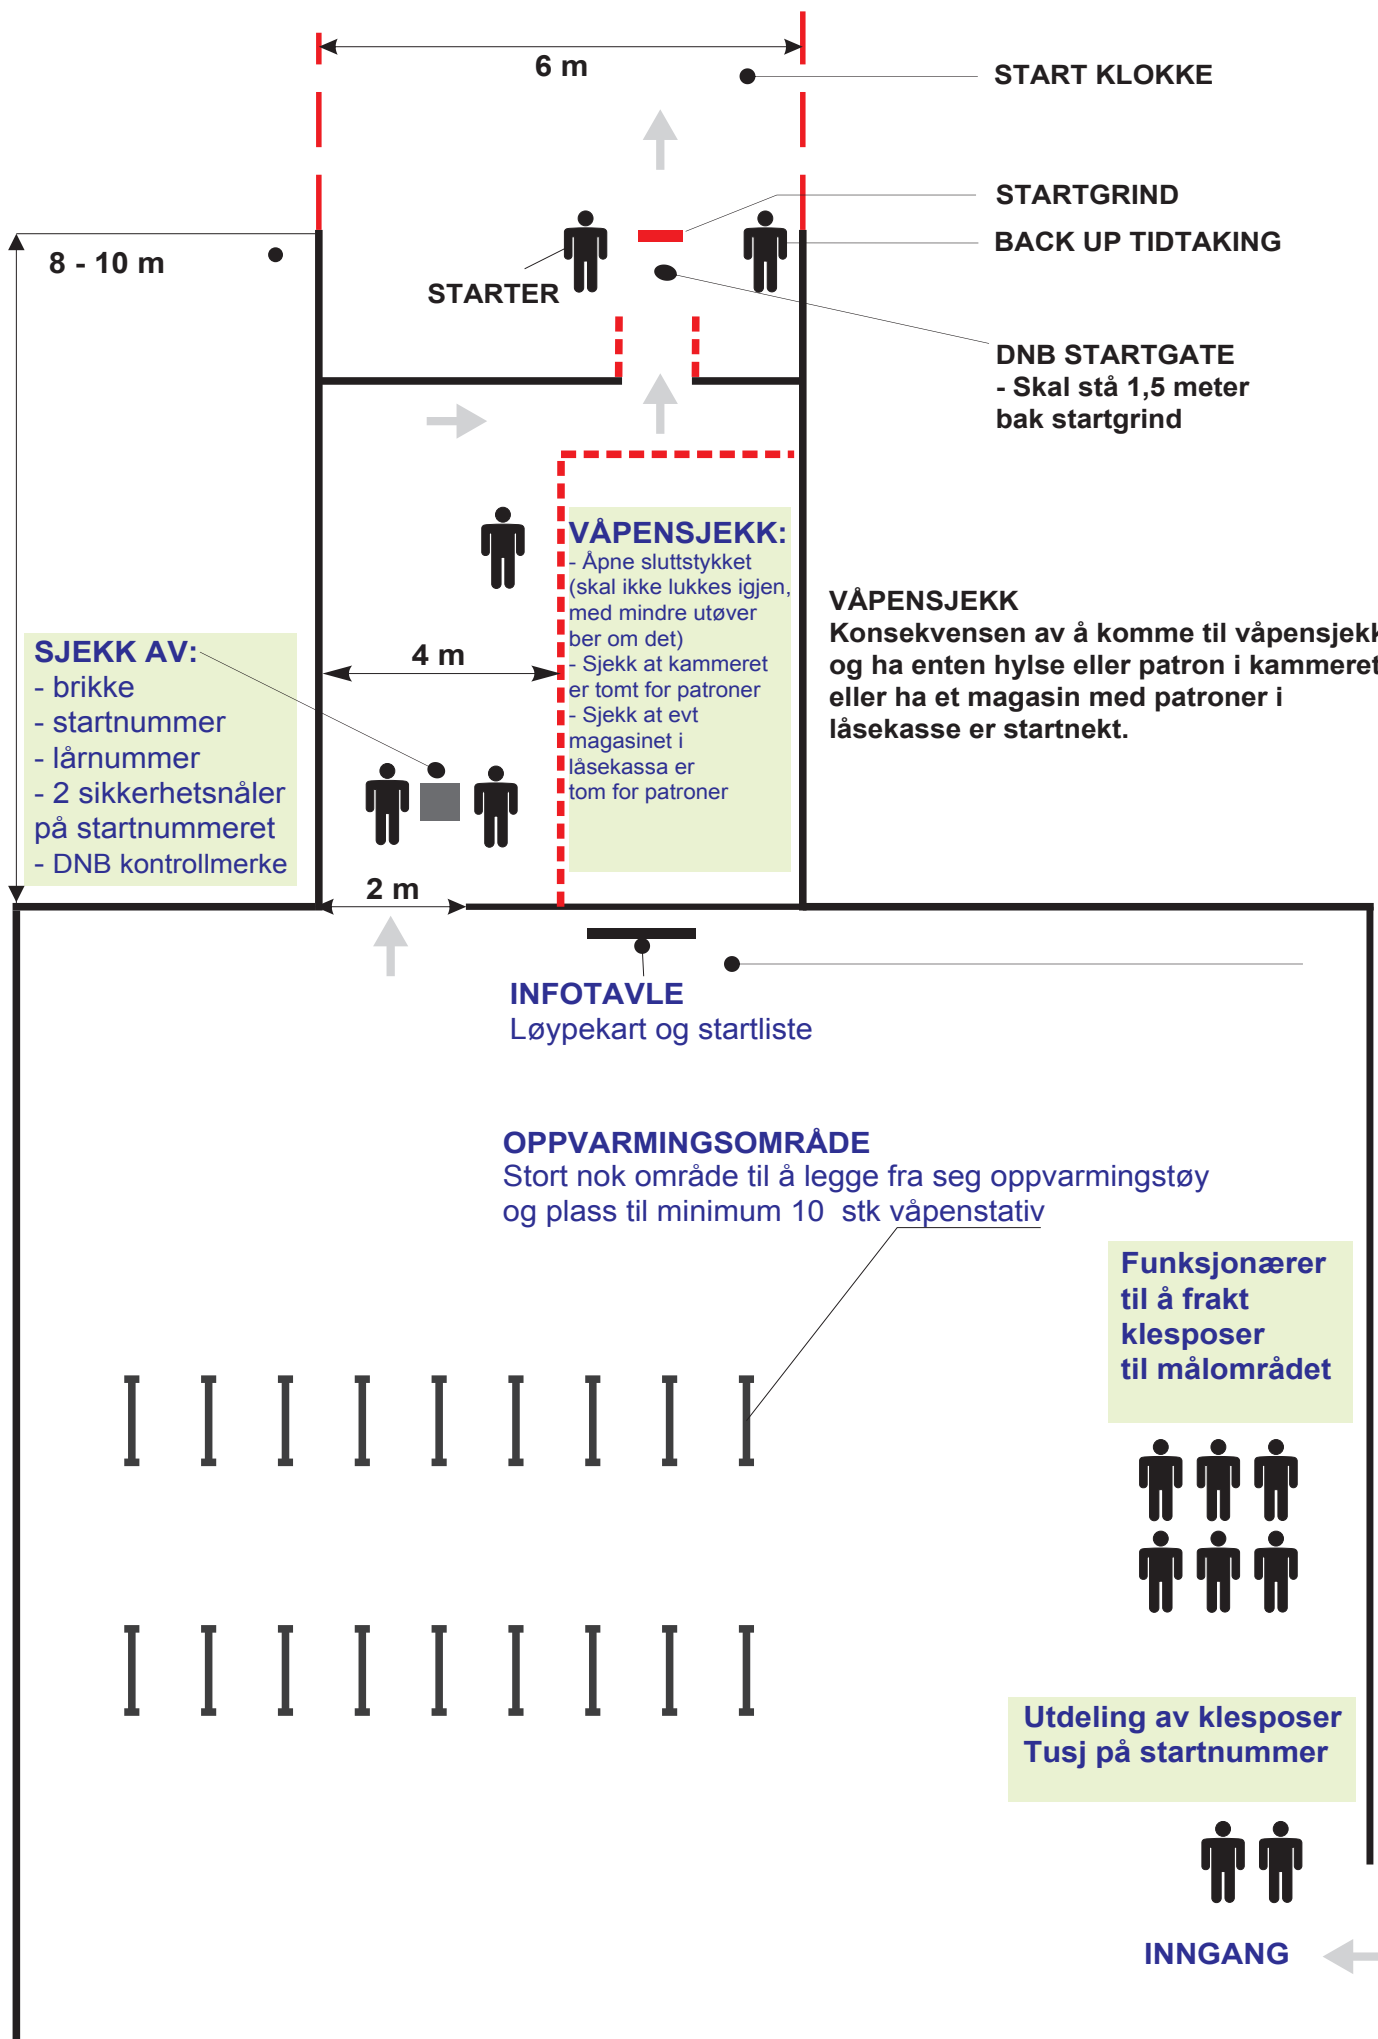 6 m
START KLOKKE
STARTGRIND
BACK UP TIDTAKING
8 - 10 m
STARTER
DNB STARTGATE
- Skal stå 1,5 meter
bak startgrind
VÅPENSJEKK:
- Åpne sluttstykket
(skal ikke lukkes igjen,
med mindre utøver
ber om det)
- Sjekk at kammeret
er tomt for patroner
- Sjekk at evt
magasinet i
låsekassa er
tom for patroner
VÅPENSJEKK
Konsekvensen av å komme til våpensjekk
og ha enten hylse eller patron i kammeret
eller ha et magasin med patroner i
låsekasse er startnekt.
SJEKK AV:
- brikke
- startnummer
- lårnummer
- 2 sikkerhetsnåler
på startnummeret
- DNB kontrollmerke
4 m
2 m
INFOTAVLE
Løypekart og startliste
OPPVARMINGSOMRÅDE
Stort nok område til å legge fra seg oppvarmingstøy
og plass til minimum 10 stk våpenstativ
Funksjonærer
til å frakt
klesposer
til målområdet
Utdeling av klesposer
Tusj på startnummer
INNGANG